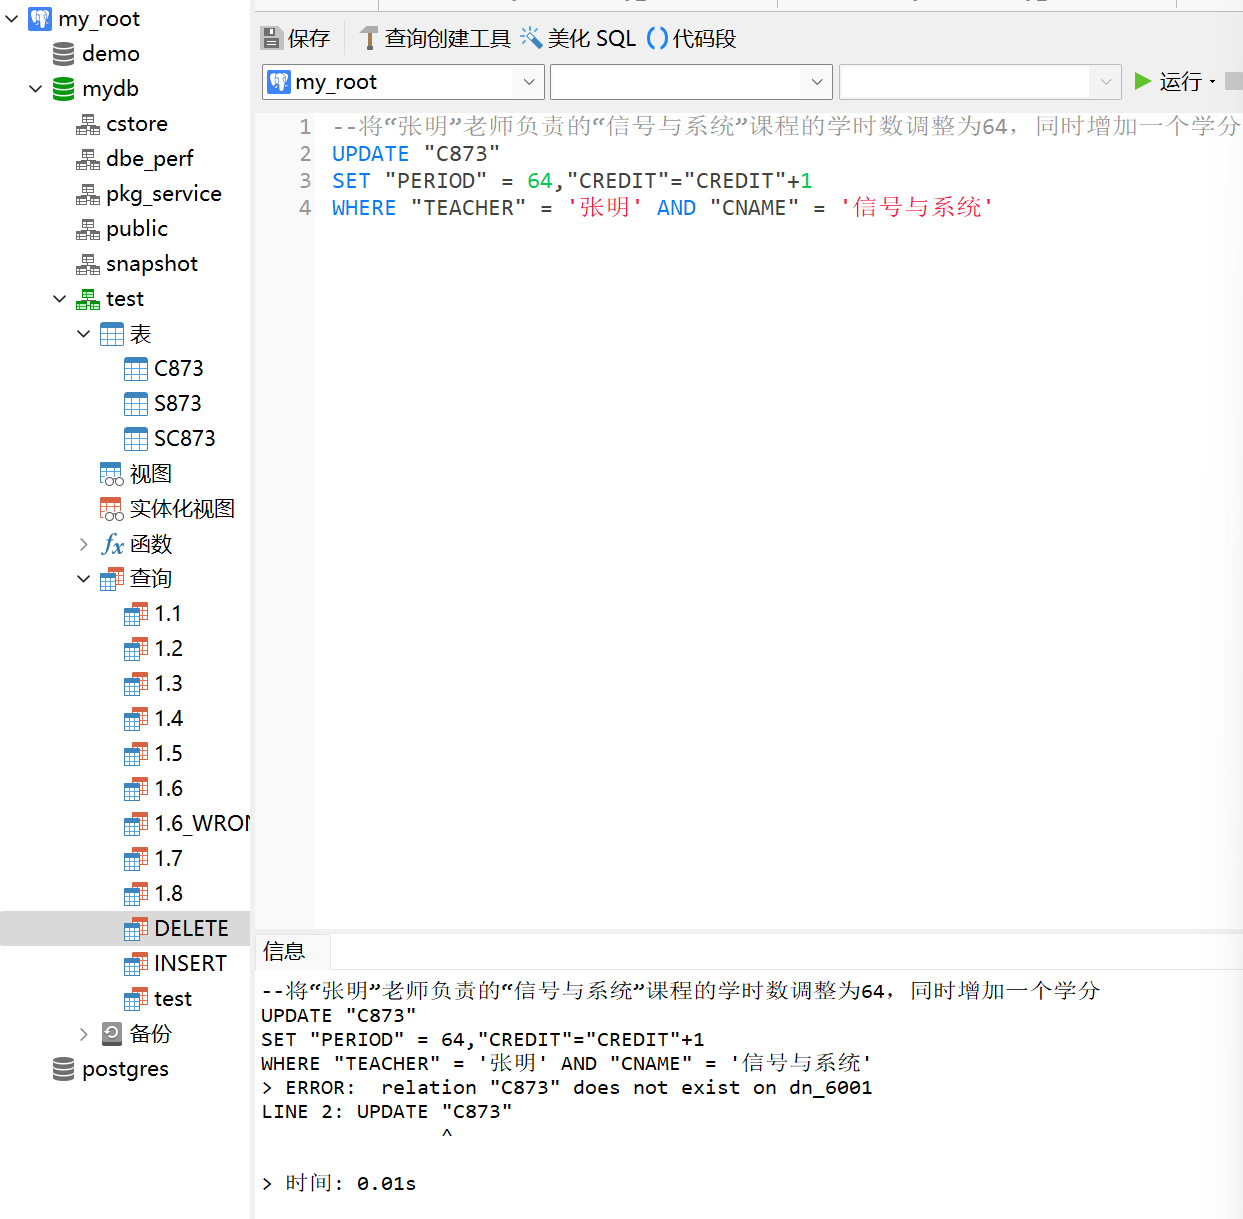 my_root
demo
mydb
cstore
dbe_perf
pkg_service
public
snapshot
test
表
C873
S873
SC873
视图
实体化视图
fx 函数
查询
1.1
1.2
1.3
1.4
1.5
1.6
1.6_WRON
1.7
1.8
DELETE
INSERT
test
备份
postgres
保存 查询创建工具 美化 SQL () 代码段
my_root 运行
1 --将“张明”老师负责的“信号与系统”课程的学时数调整为64，同时增加一个学分
2 UPDATE "C873"
3 SET "PERIOD" = 64,"CREDIT"="CREDIT"+1
4 WHERE "TEACHER" = '张明' AND "CNAME" = '信号与系统'
信息
--将“张明”老师负责的“信号与系统”课程的学时数调整为64，同时增加一个学分
UPDATE "C873"
SET "PERIOD" = 64,"CREDIT"="CREDIT"+1
WHERE "TEACHER" = '张明' AND "CNAME" = '信号与系统'
> ERROR:  relation "C873" does not exist on dn_6001
LINE 2: UPDATE "C873"
^
> 时间: 0.01s